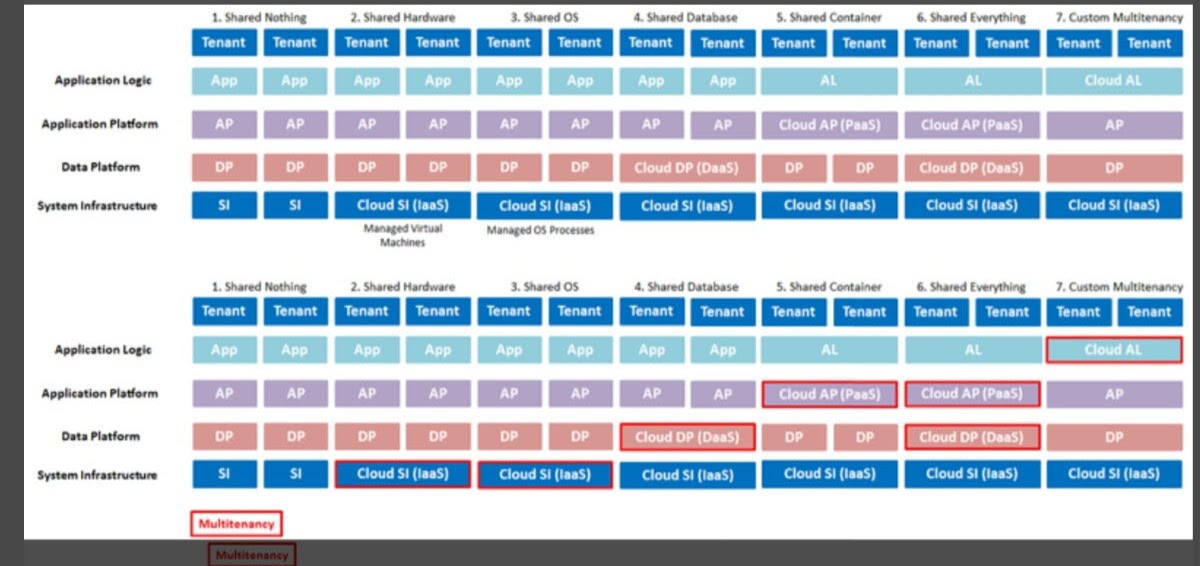 1. Shared Nothing 2. Shared Hardware 3. Shared OS 4. Shared Database 5. Shared Container 6. Shared Everything 7. Custom Multitenancy
Tenant Tenant Tenant Tenant Tenant Tenant Tenant Tenant Tenant Tenant Tenant Tenant Tenant Tenant
Application Logic App App App App App App App App AL AL Cloud AL
Application Platform AP AP AP AP AP AP AP AP Cloud AP (PaaS) Cloud AP (PaaS) AP
Data Platform DP DP DP DP DP DP Cloud DP (DaaS) DP DP Cloud DP (DaaS) DP
System Infrastructure SI SI Cloud SI (IaaS) Cloud SI (IaaS) Cloud SI (IaaS) Cloud SI (IaaS) Cloud SI (IaaS) Cloud SI (IaaS)
Managed Virtual Managed OS Processes
Machines
1. Shared Nothing 2. Shared Hardware 3. Shared OS 4. Shared Database 5. Shared Container 6. Shared Everything 7. Custom Multitenancy
Tenant Tenant Tenant Tenant Tenant Tenant Tenant Tenant Tenant Tenant Tenant Tenant Tenant Tenant
Application Logic App App App App App App App App AL AL Cloud AL
Application Platform AP AP AP AP AP AP AP AP Cloud AP (PaaS) Cloud AP (PaaS) AP
Data Platform DP DP DP DP DP DP Cloud DP (DaaS) DP DP Cloud DP (DaaS) DP
System Infrastructure SI SI Cloud SI (IaaS) Cloud SI (IaaS) Cloud SI (IaaS) Cloud SI (IaaS) Cloud SI (IaaS) Cloud SI (IaaS)
Multitenancy
Multitenancy